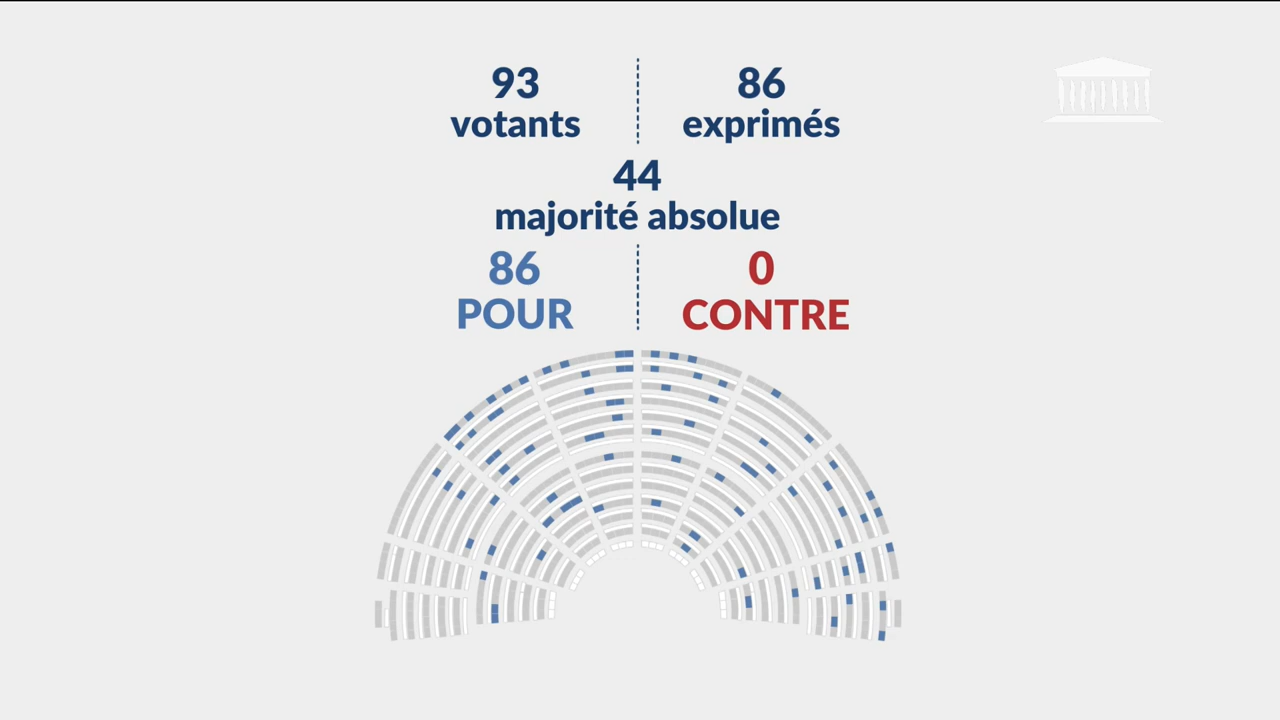 93
votants
86
exprimés
44
majorité absolue
86
POUR
0
CONTRE